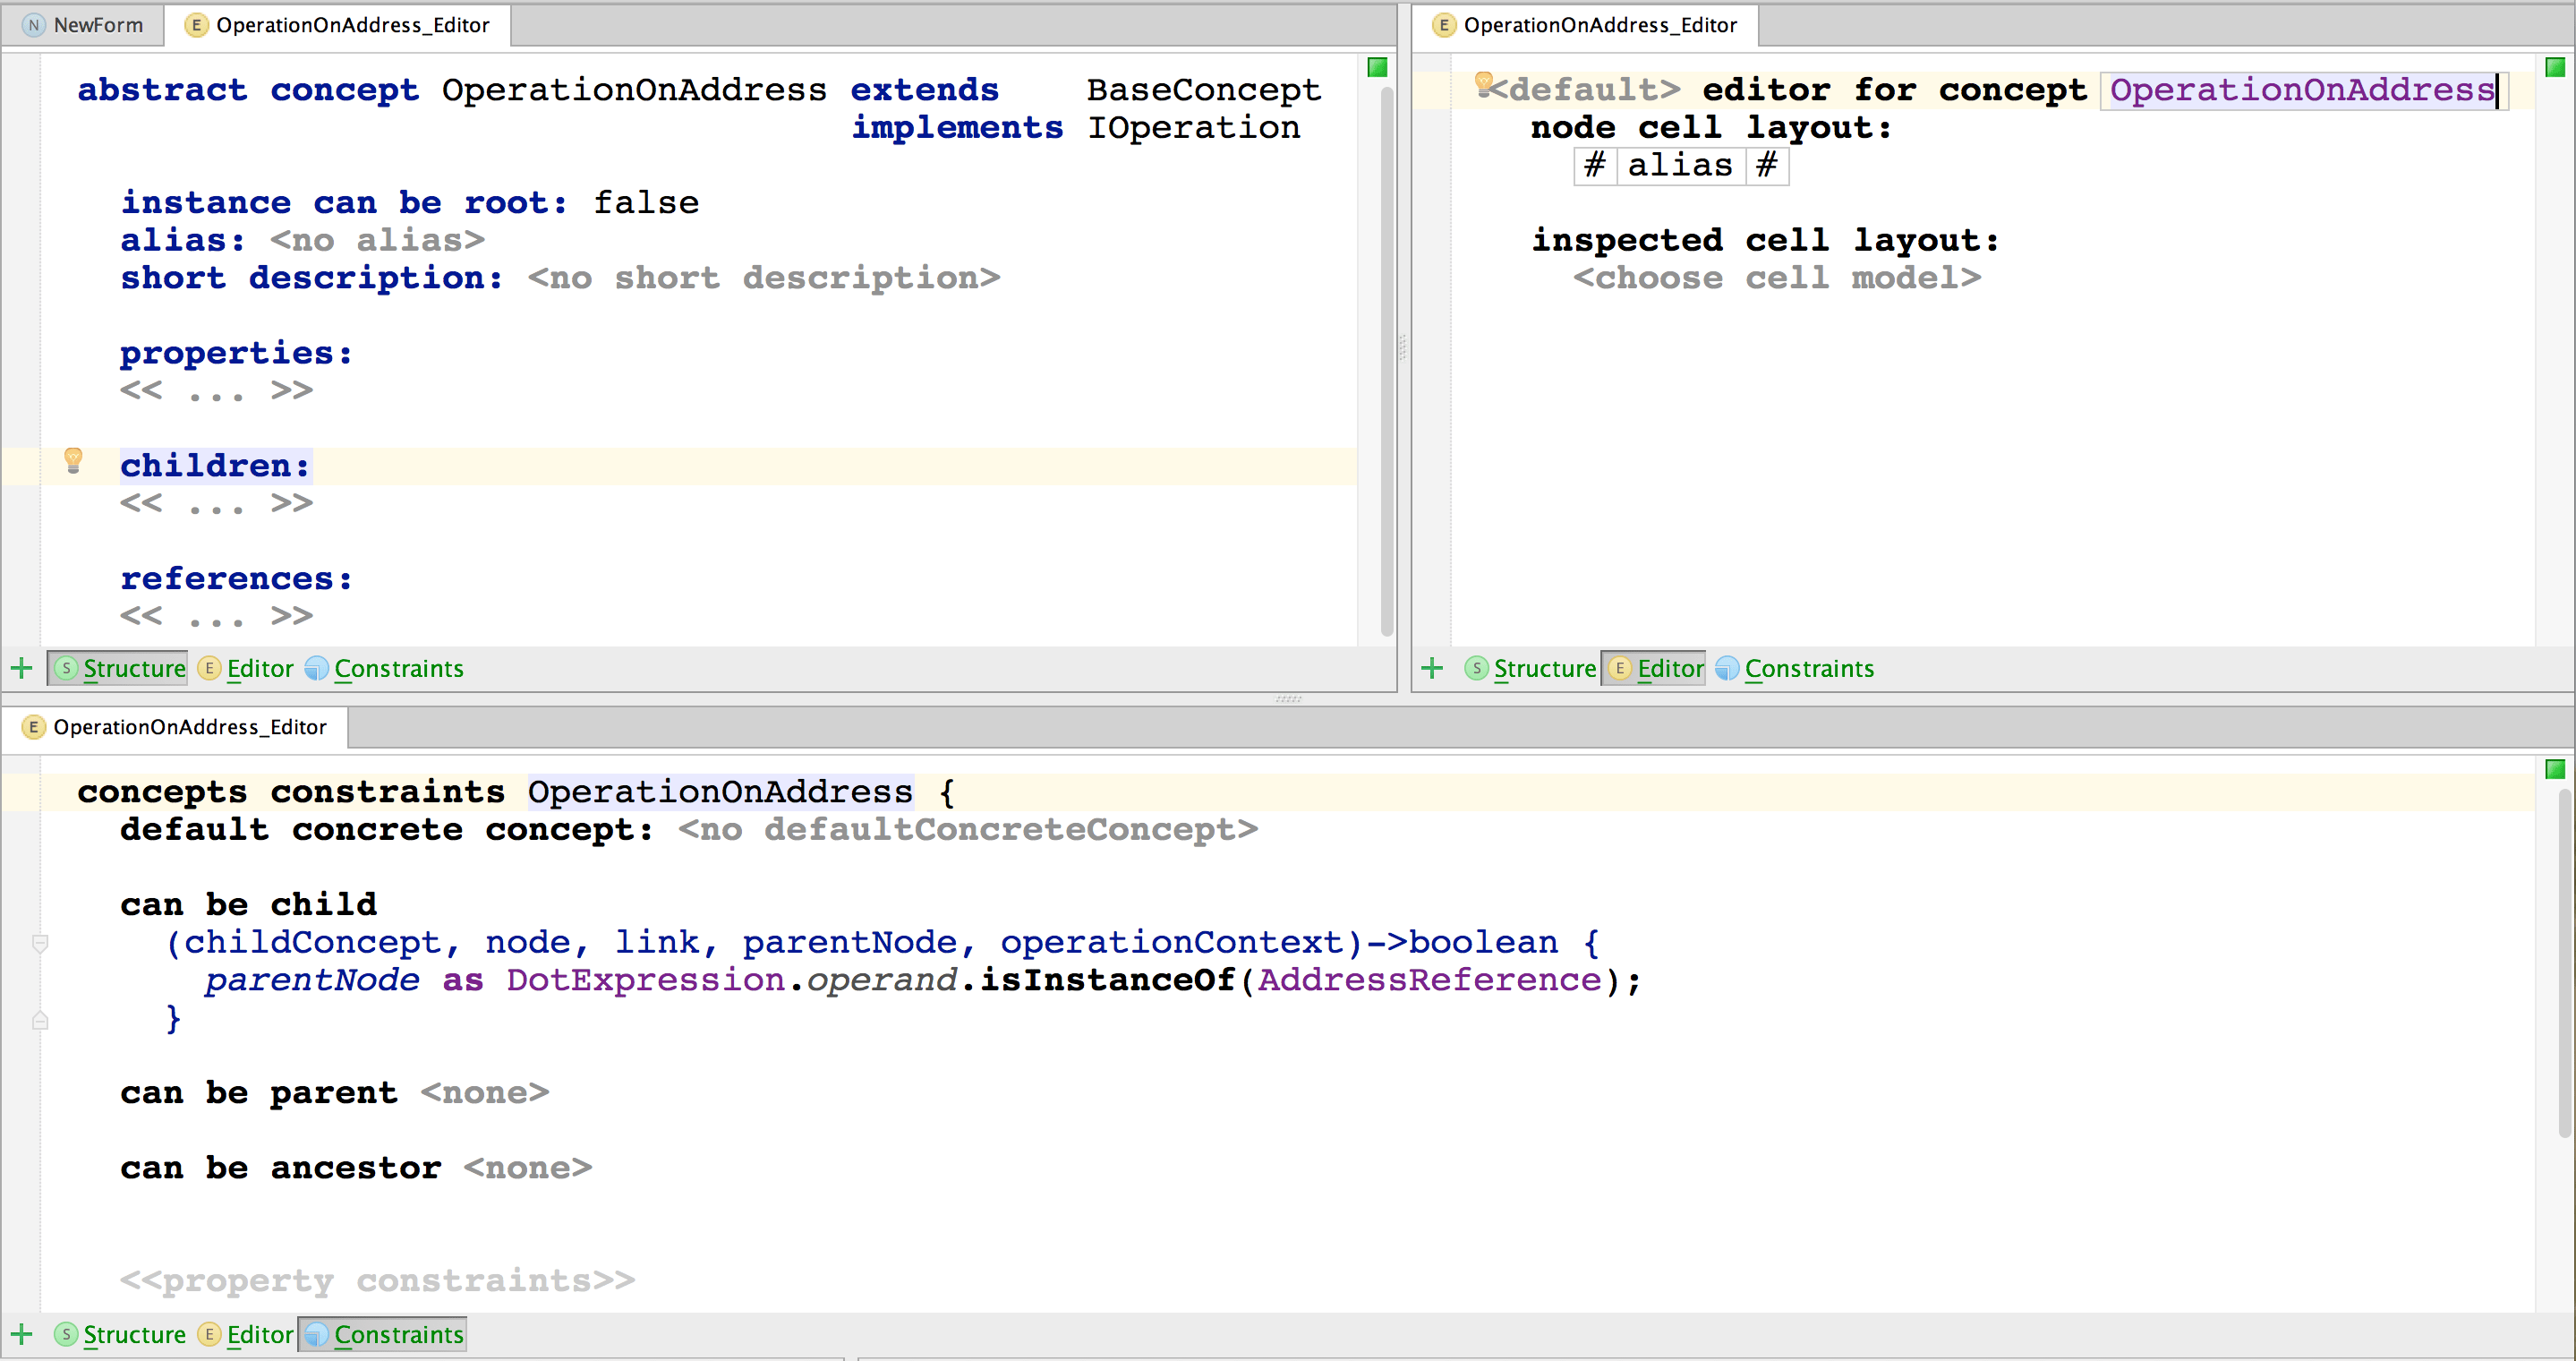 N NewForm E OperationOnAddress_Editor
abstract concept OperationOnAddress extends BaseConcept
implements IOperation
instance can be root: false
alias: <no alias>
short description: <no short description>
properties:
<< ... >>
children:
<< ... >>
references:
<< ... >>
+ S Structure E Editor Constraints
E OperationOnAddress_Editor
<default> editor for concept OperationOnAddress
node cell layout:
# alias #
inspected cell layout:
<choose cell model>
+ S Structure E Editor Constraints
E OperationOnAddress_Editor
concepts constraints OperationOnAddress {
default concrete concept: <no defaultConcreteConcept>
can be child
(childConcept, node, link, parentNode, operationContext)->boolean {
parentNode as DotExpression.operand.isInstanceOf(AddressReference);
}
can be parent <none>
can be ancestor <none>
<<property constraints>>
+ S Structure E Editor Constraints